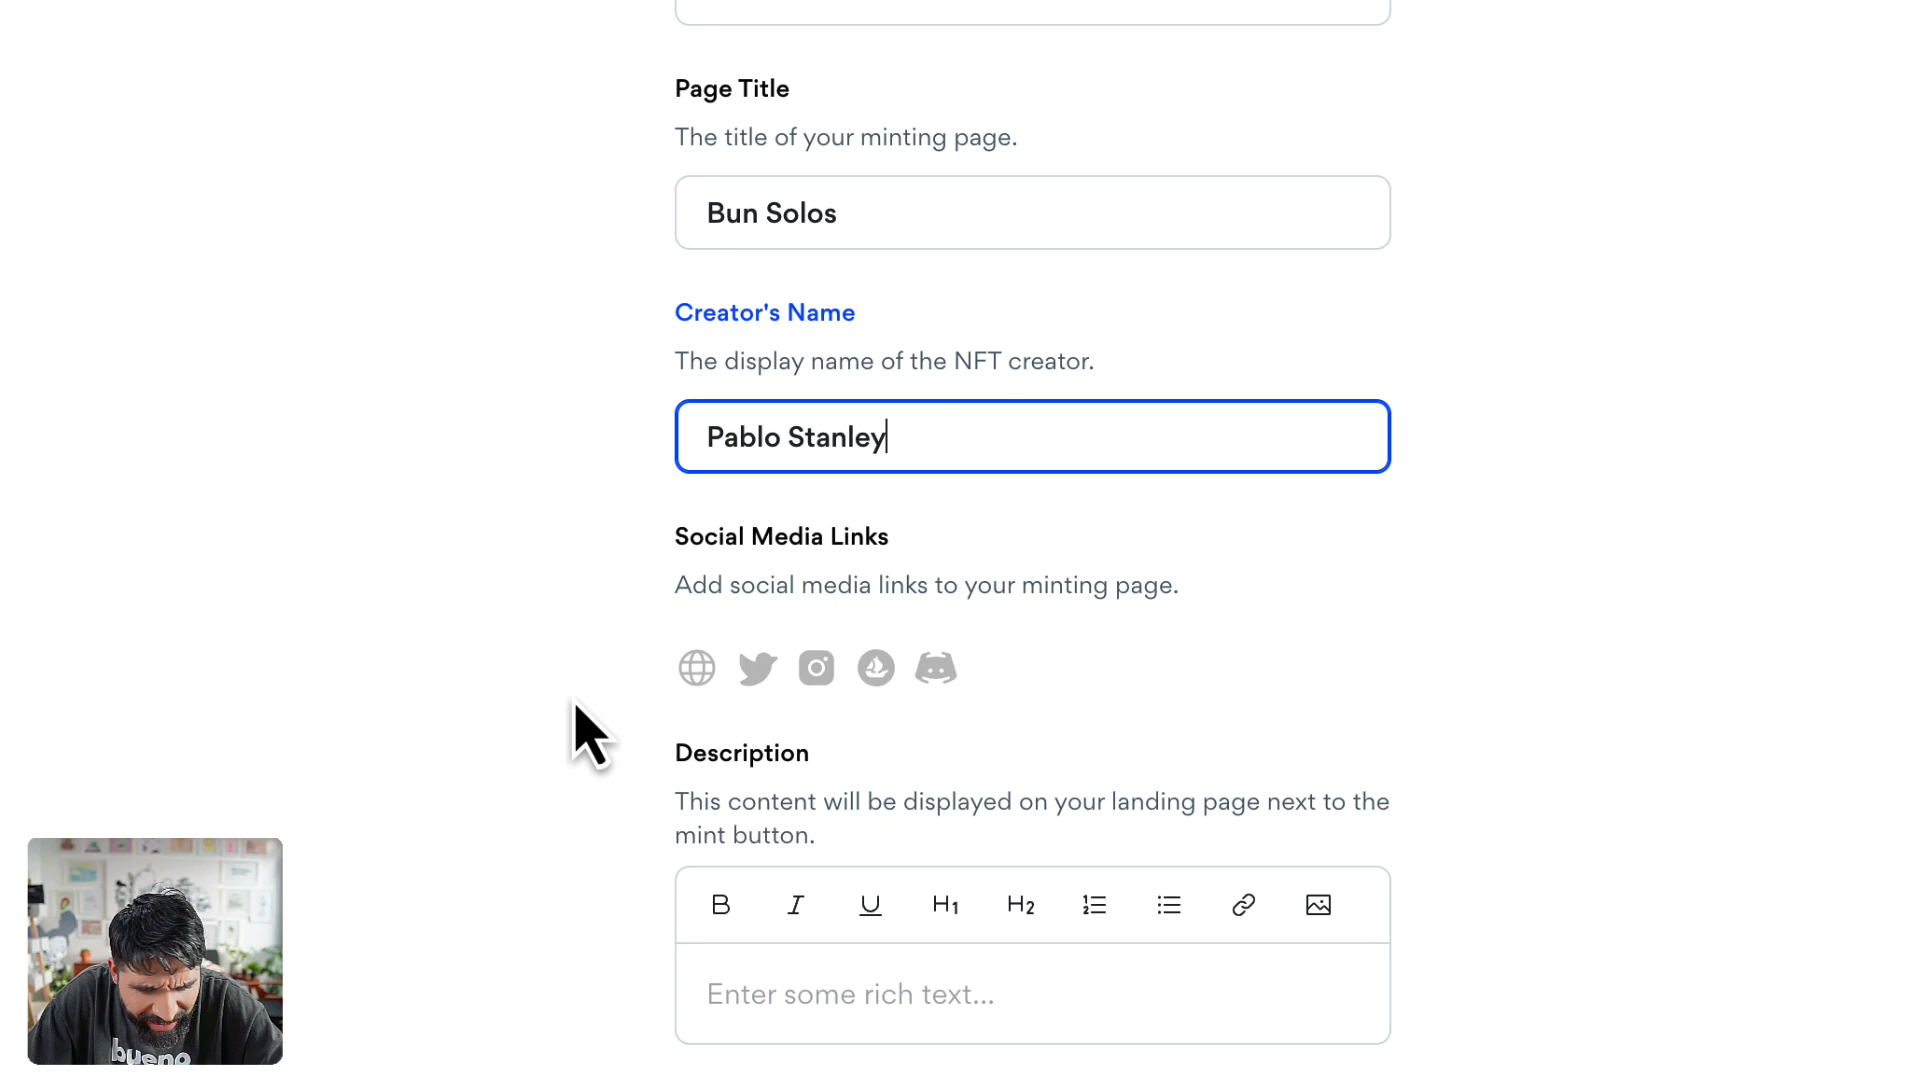 Page Title
The title of your minting page.
Bun Solos
Creator's Name
The display name of the NFT creator.
Pablo Stanley
Social Media Links
Add social media links to your minting page.
Description
This content will be displayed on your landing page next to the
mint button.
B I U H1 H2
Enter some rich text...
bueno